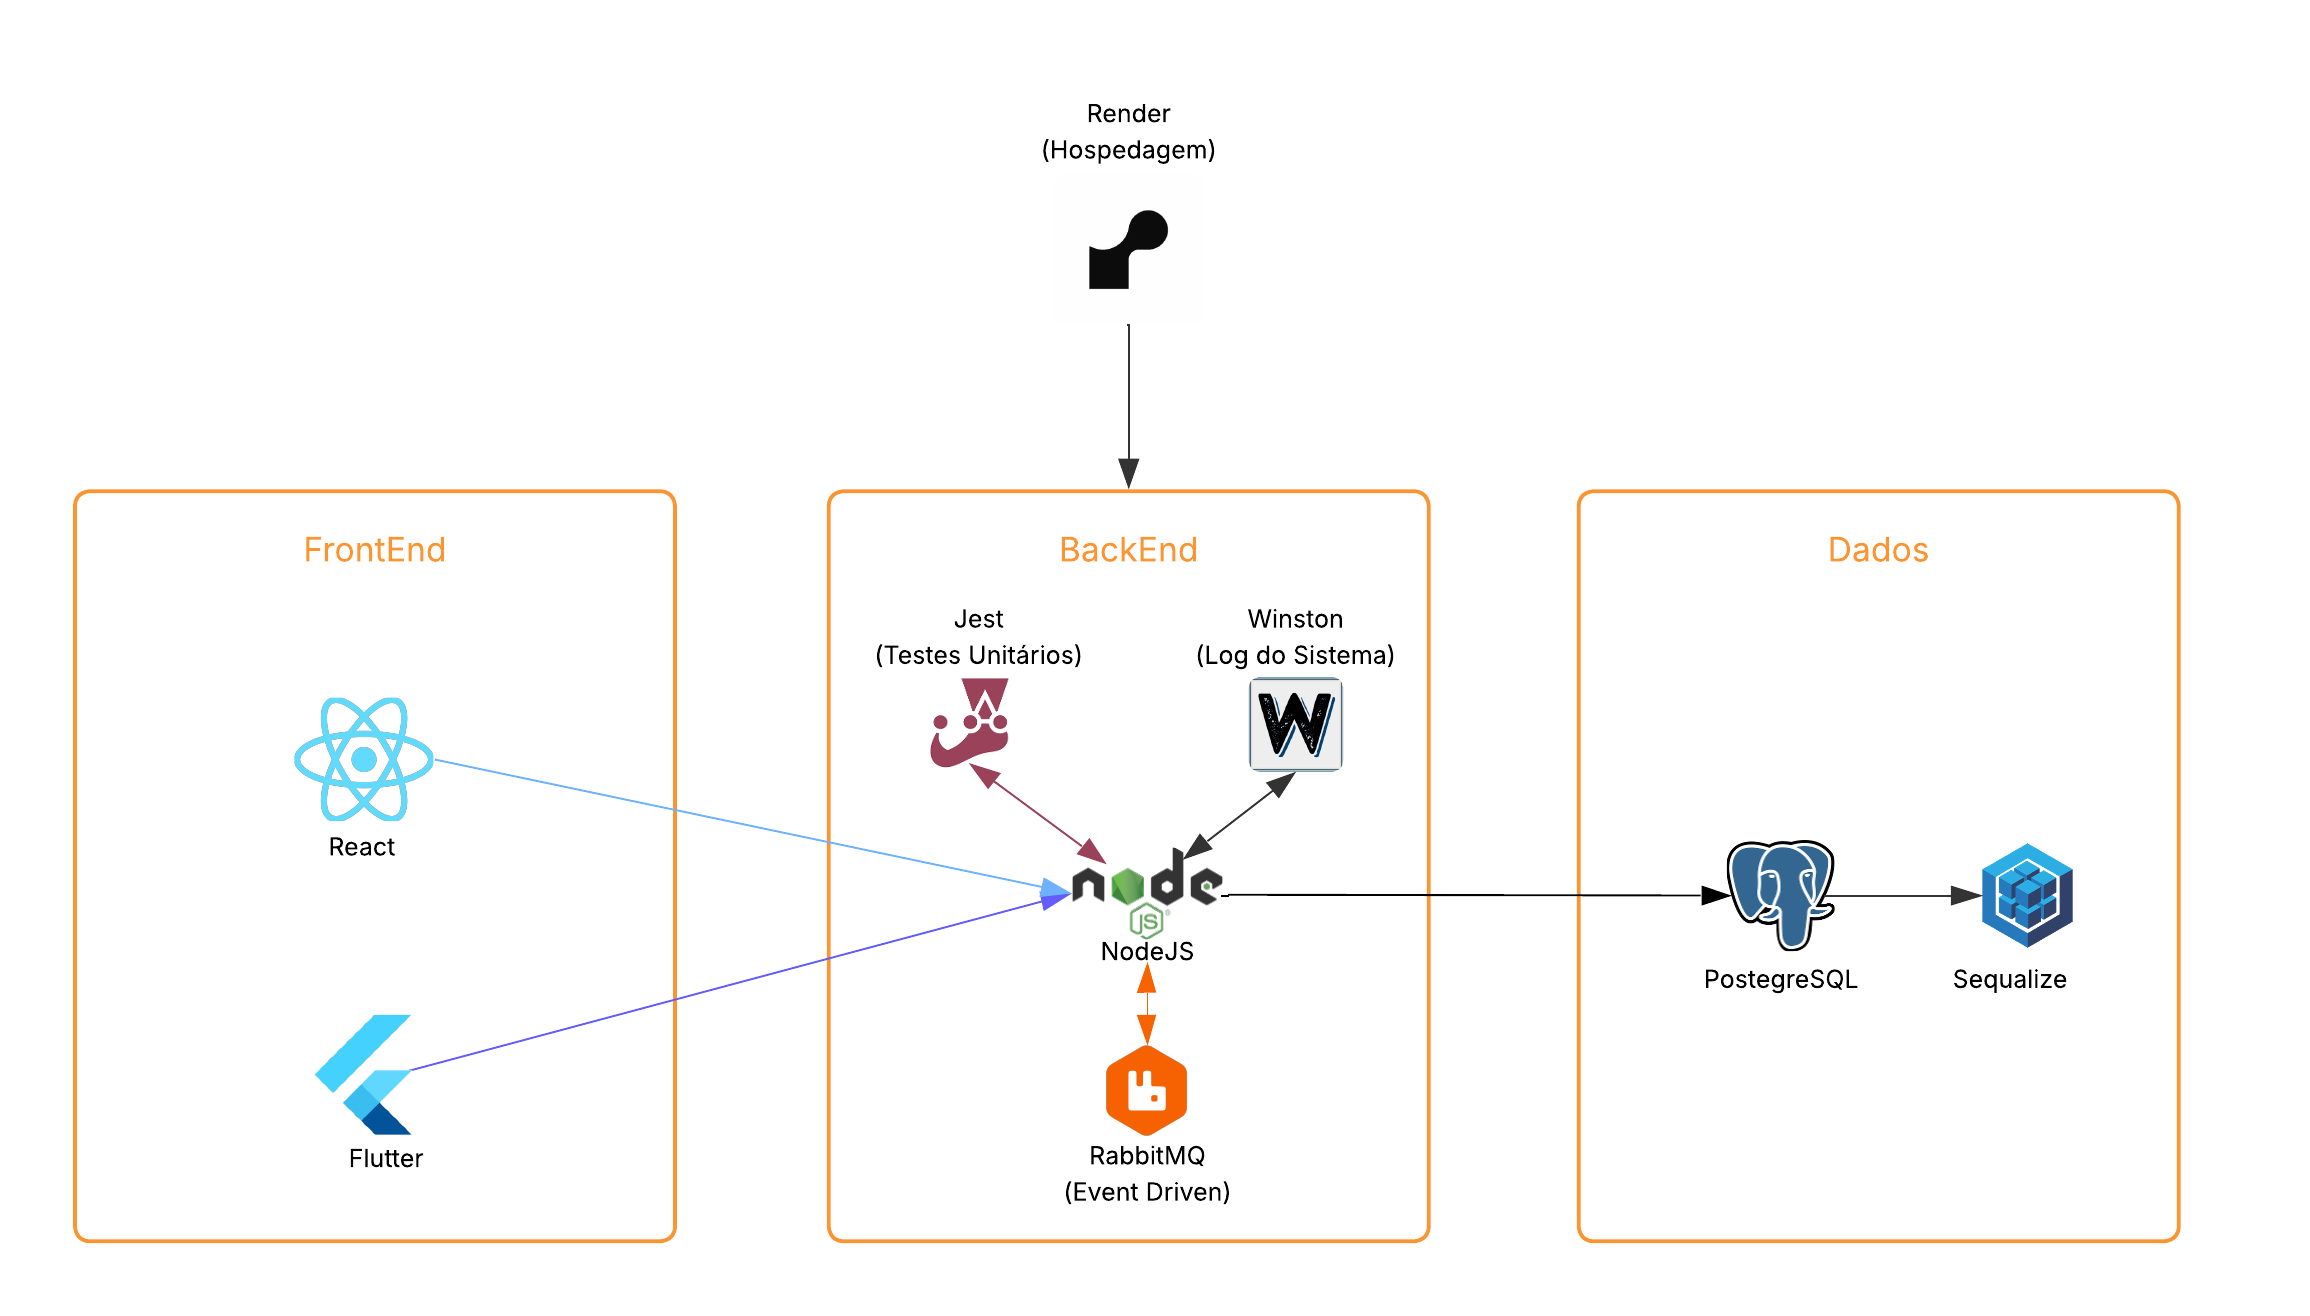 Render
(Hospedagem)
FrontEnd
React
Flutter
BackEnd
Jest
(Testes Unitários)
Winston
(Log do Sistema)
W
node
JS
NodeJS
RabbitMQ
(Event Driven)
Dados
PostegreSQL
Sequalize